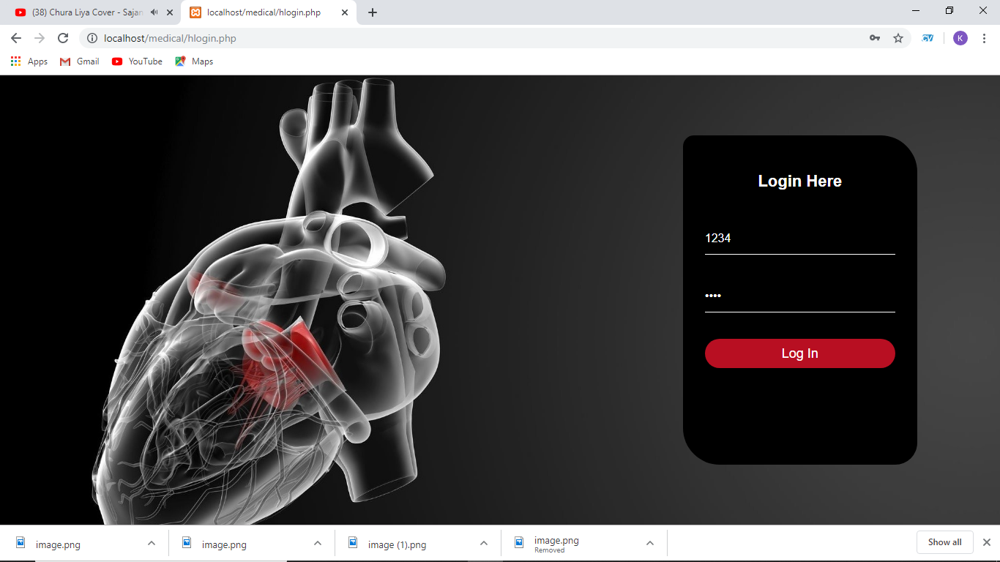 (38) Chura Liya Cover - Sajan
localhost/medical/hlogin.php
localhost/medical/hlogin.php
CV
K
Apps
Gmail
YouTube
Maps
Login Here
1234
••••
Log In
image.png
image.png
image (1).png
image.png
Removed
Show all